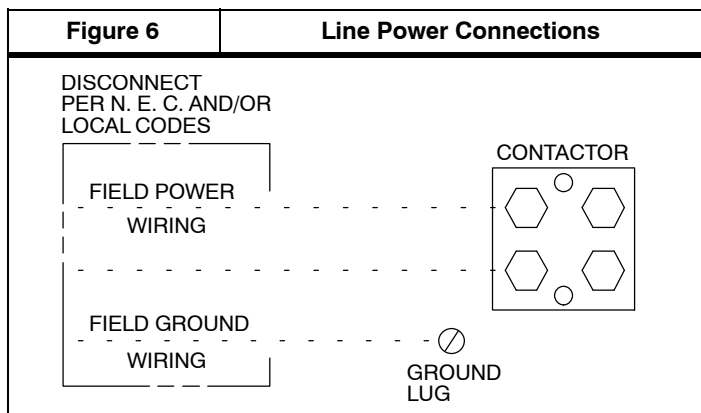 Figure 6
Line Power Connections
DISCONNECT
PER N. E. C. AND/OR
LOCAL CODES
CONTACTOR
FIELD POWER
WIRING
FIELD GROUND
WIRING
GROUND
LUG